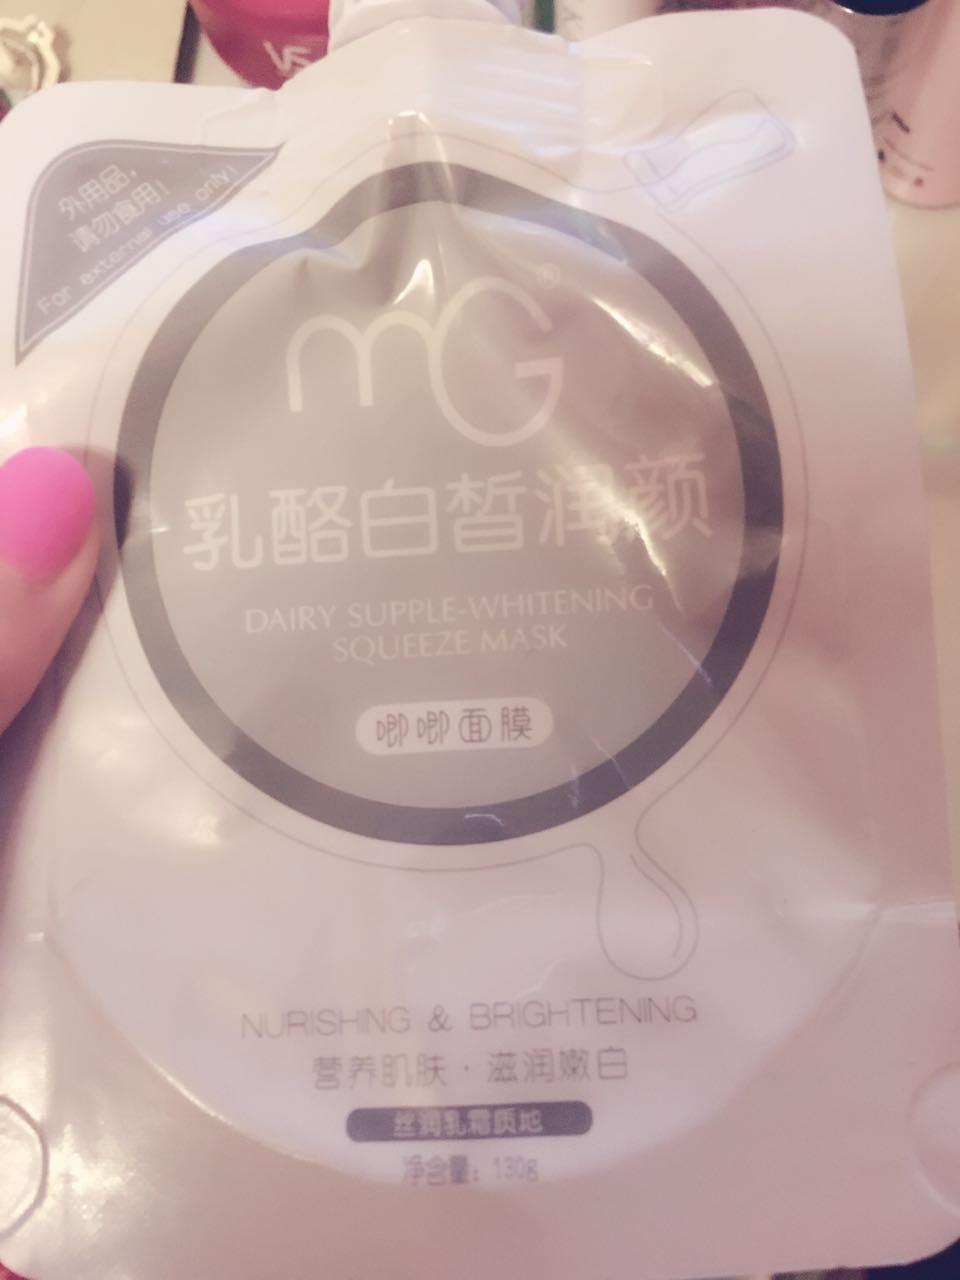 VS
外用品,
请勿食用!
For external use only!
mG®
乳酪白皙润颜
DAIRY SUPPLE-WHITENING
SQUEEZE MASK
唧唧面膜
NURISHING & BRIGHTENING
营养肌肤·滋润嫩白
丝润乳霜质地
净含量: 130g